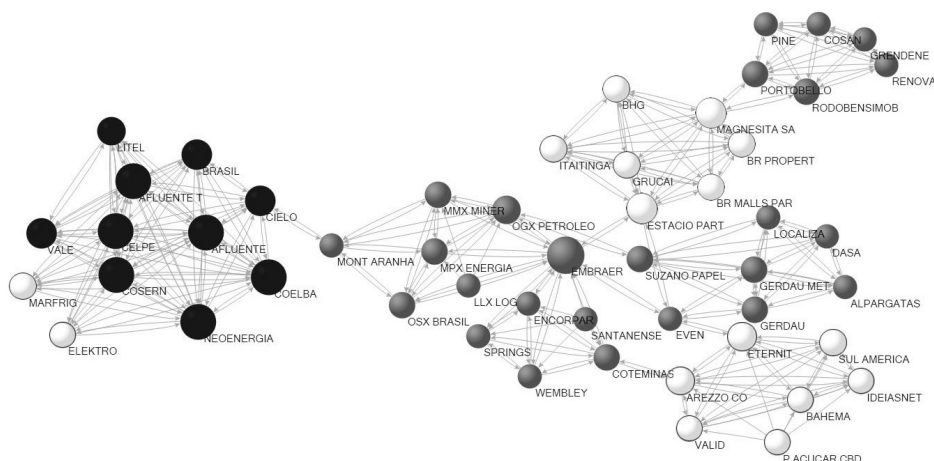 PINE
COSAN
GRENDENE
RENOVA
PORTOBELLO
RODOBENSIMOB
BHG
MAGNESITA SA
BR PROPERT
ITAITINGA
GRUCAI
BR MALLS PAR
ESTACIO PART
LITEL
BRASIL
AFLUENTE T
CIELO
VALE
CELPE
AFLUENTE
COSERN
COELBA
MARFRIG
NEOENERGIA
ELEKTRO
MMX MINER
OGX PETROLEO
MONT ARANHA
MPX ENERGIA
EMBRAER
LLX LOG
OSX BRASIL
ENCORPAR
SANTANENSE
SPRINGS
COTEMINAS
WEMBLEY
LOCALIZA
DASA
SUZANO PAPEL
GERDAU MET
ALPARGATAS
GERDAU
EVEN
ETERNIT
SUL AMERICA
IDEIASNET
AREZZO CO
BAHEMA
VALID
P.ACUCAR CBD